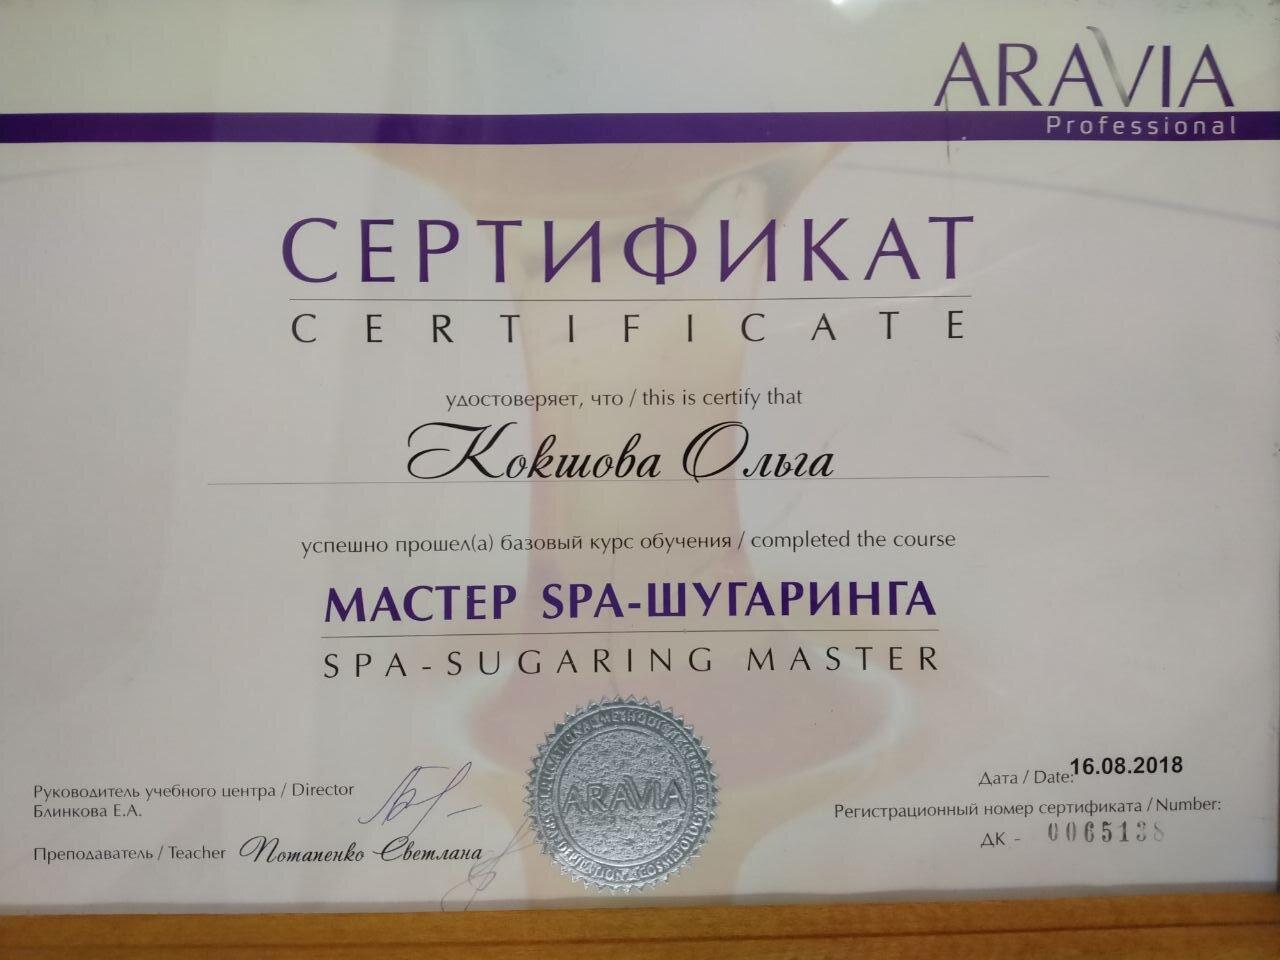 ARAVIA
Professional
СЕРТИФИКАТ
CERTIFICATE
удостоверяет, что / this is certify that
Кокшова Ольга
успешно прошел(а) базовый курс обучения / completed the course
МАСТЕР SPA-ШУГАРИНГА
SPA-SUGARING MASTER
ARAVIA
Руководитель учебного центра / Director
Блинкова Е.А.
Преподаватель / Teacher Потапенко Светлана
Дата / Date: 16.08.2018
Регистрационный номер сертификата / Number:
ДК - 0065138